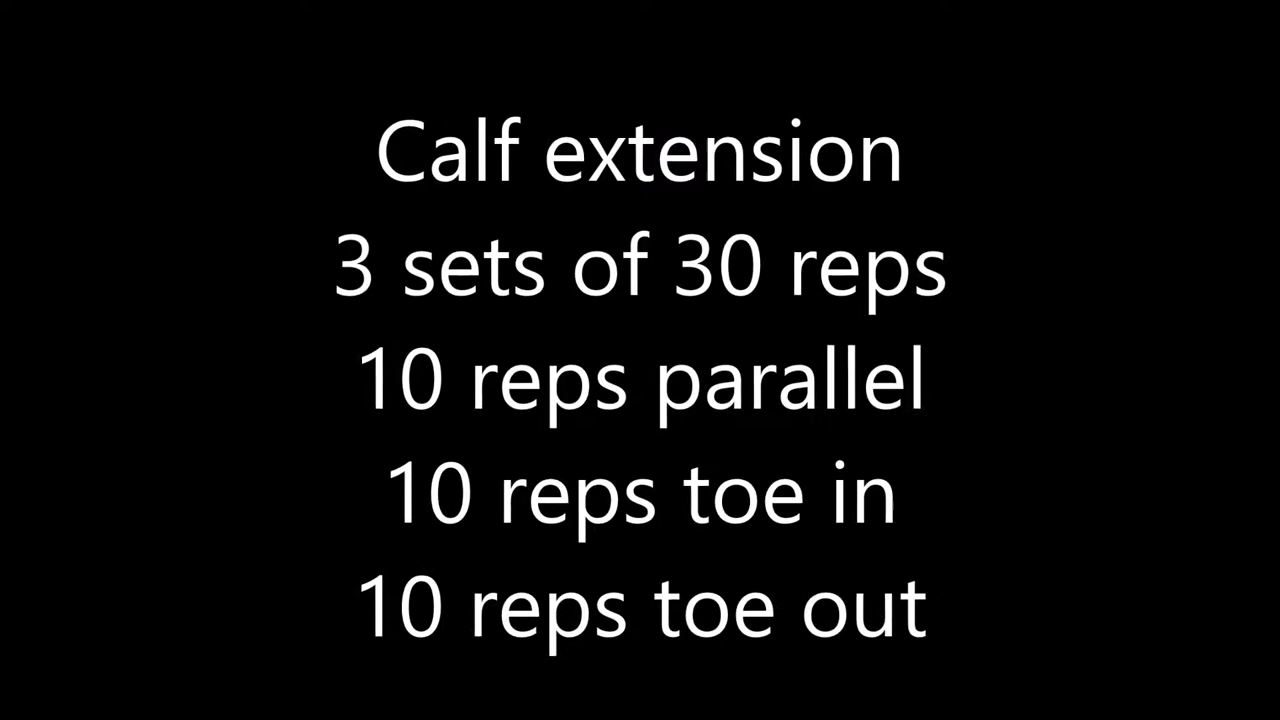 Calf extension
3 sets of 30 reps
10 reps parallel
10 reps toe in
10 reps toe out